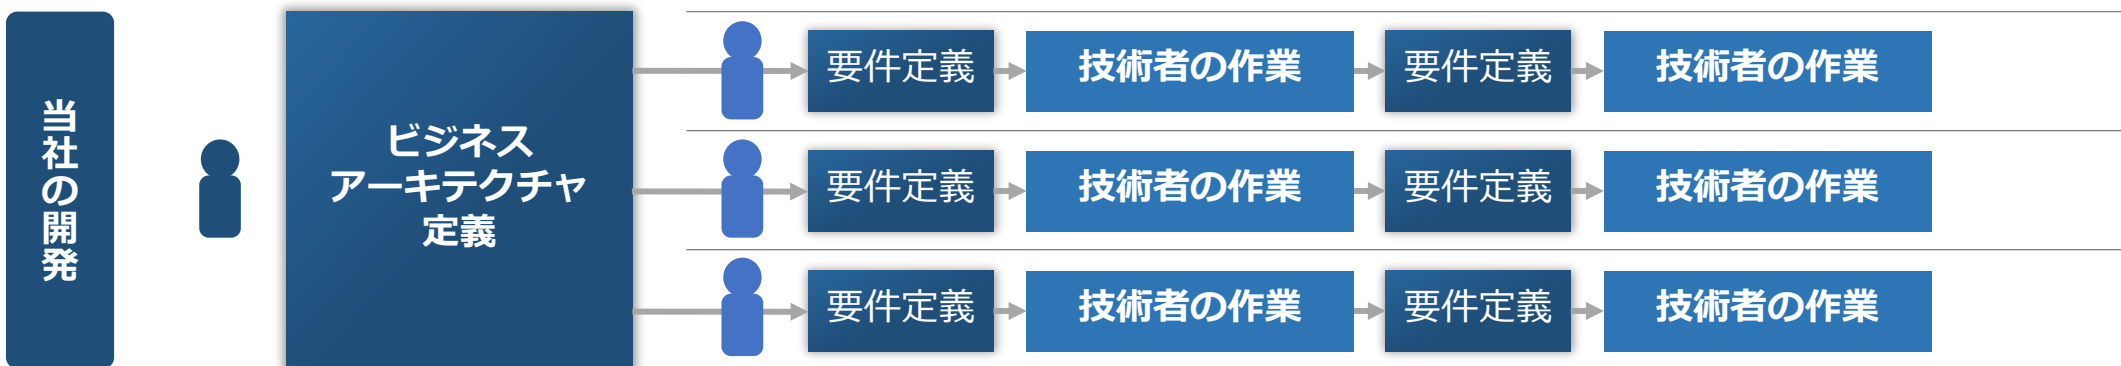 当社の開発
ビジネス
アーキテクチャ
定義
要件定義
技術者の作業
要件定義
技術者の作業
要件定義
技術者の作業
要件定義
技術者の作業
要件定義
技術者の作業
要件定義
技術者の作業